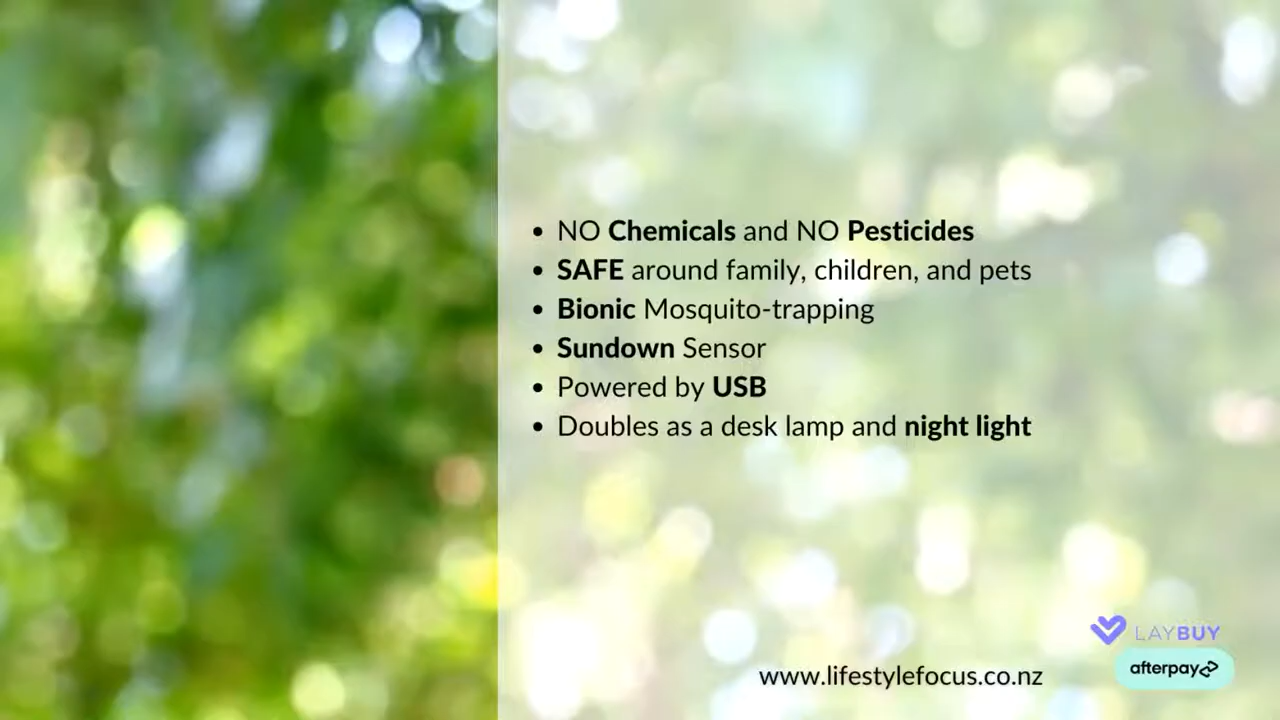 • NO Chemicals and NO Pesticides
• SAFE around family, children, and pets
• Bionic Mosquito-trapping
• Sundown Sensor
• Powered by USB
• Doubles as a desk lamp and night light
LAYBUY
afterpay
www.lifestylefocus.co.nz